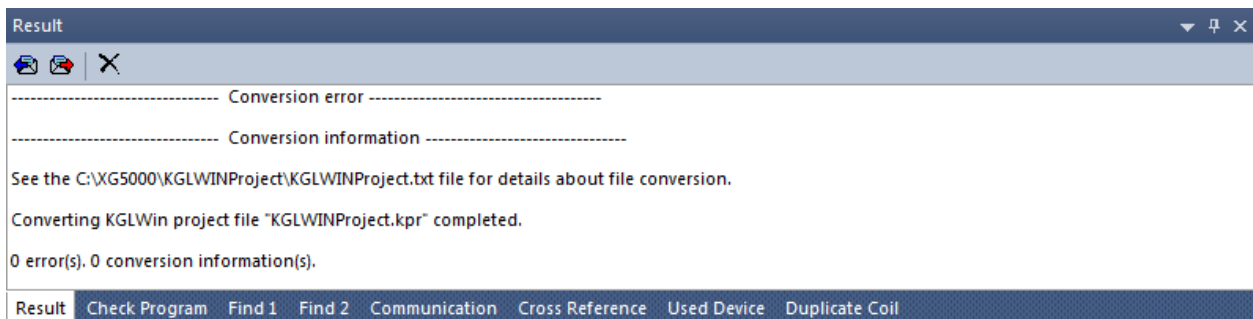 Result
--------------------------------- Conversion error -------------------------------------
--------------------------------- Conversion information --------------------------------
See the C:\XG5000\KGLWINProject\KGLWINProject.txt file for details about file conversion.
Converting KGLWin project file "KGLWINProject.kpr" completed.
0 error(s). 0 conversion information(s).
Result Check Program Find 1 Find 2 Communication Cross Reference Used Device Duplicate Coil